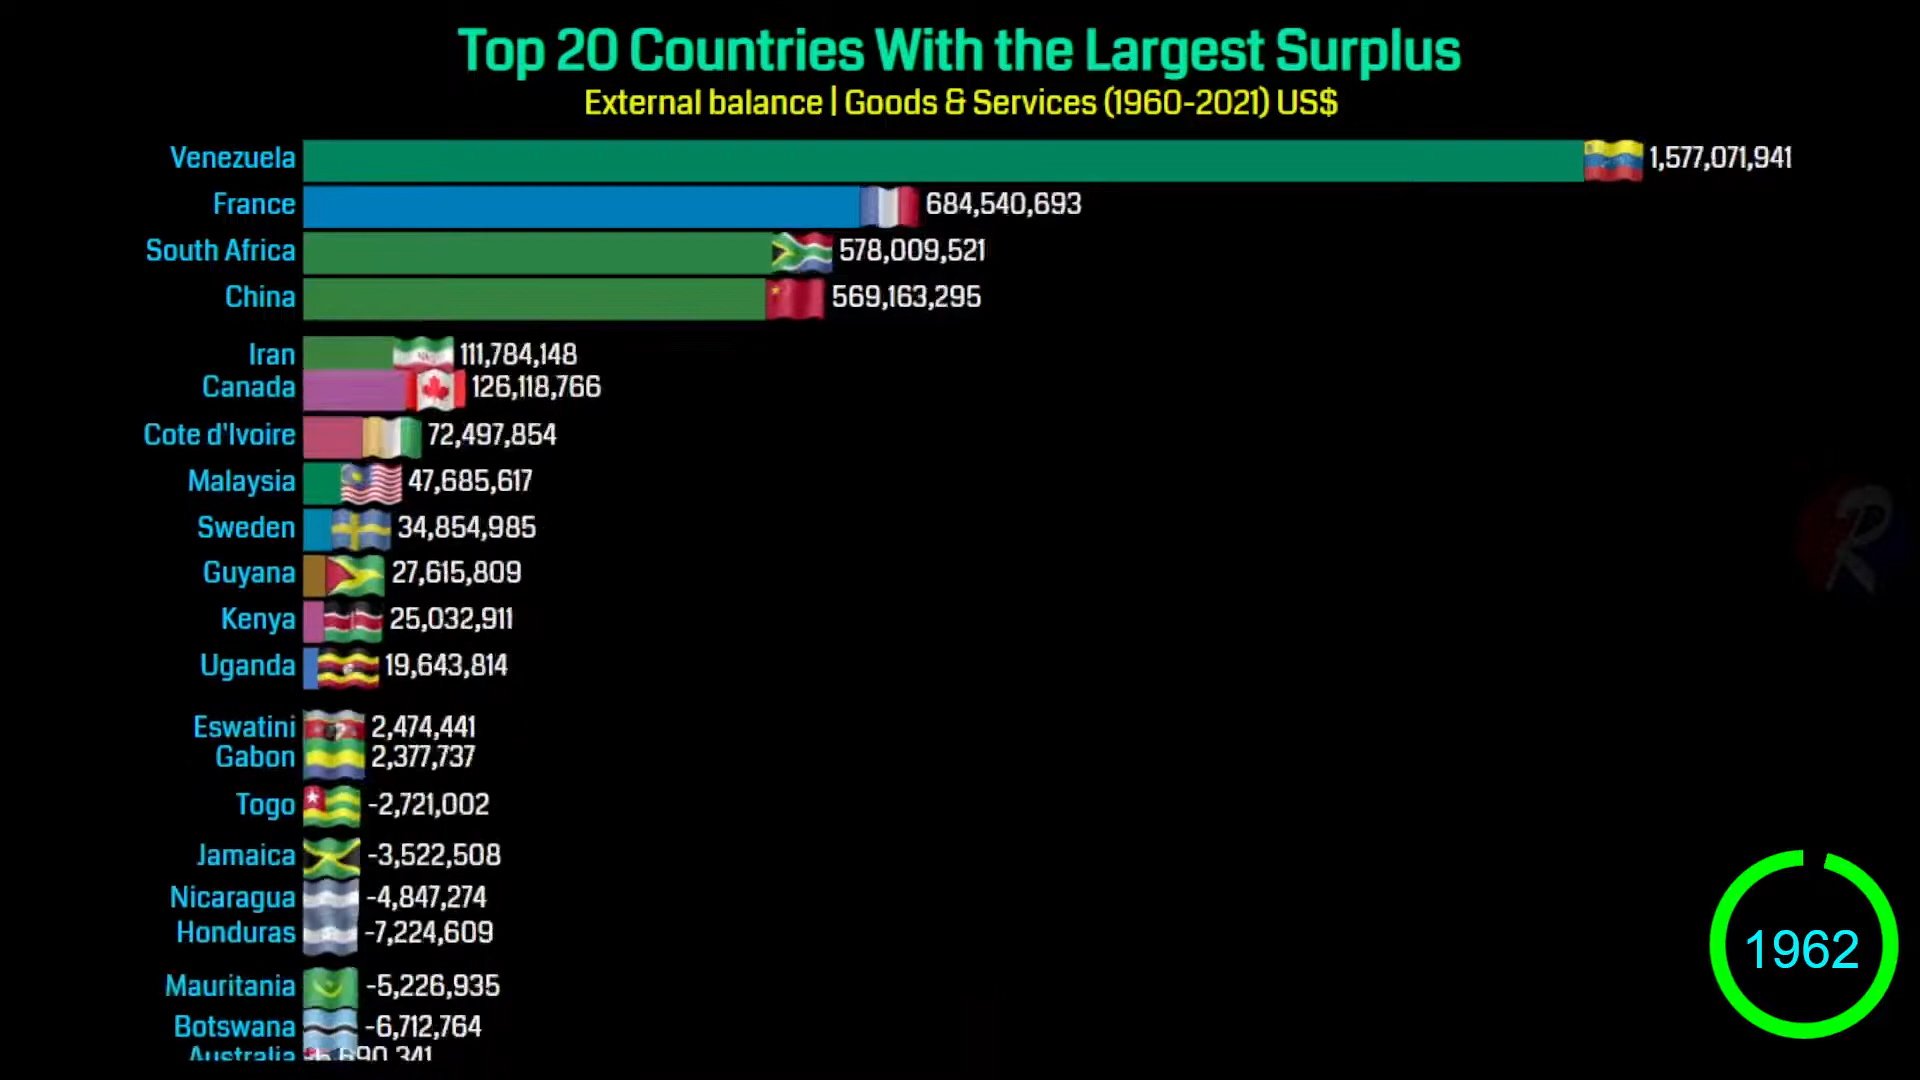 Top 20 Countries With the Largest Surplus
External balance | Goods & Services (1960-2021) US$
Venezuela 1,577,071,941
France 684,540,693
South Africa 578,009,521
China 569,163,295
Iran 111,784,148
Canada 126,118,766
Cote d'Ivoire 72,497,854
Malaysia 47,685,617
Sweden 34,854,985
Guyana 27,615,809
Kenya 25,032,911
Uganda 19,643,814
Eswatini 2,474,441
Gabon 2,377,737
Togo -2,721,002
Jamaica -3,522,508
Nicaragua -4,847,274
Honduras -7,224,609
1962
Mauritania -5,226,935
Botswana -6,712,764
Australia
R